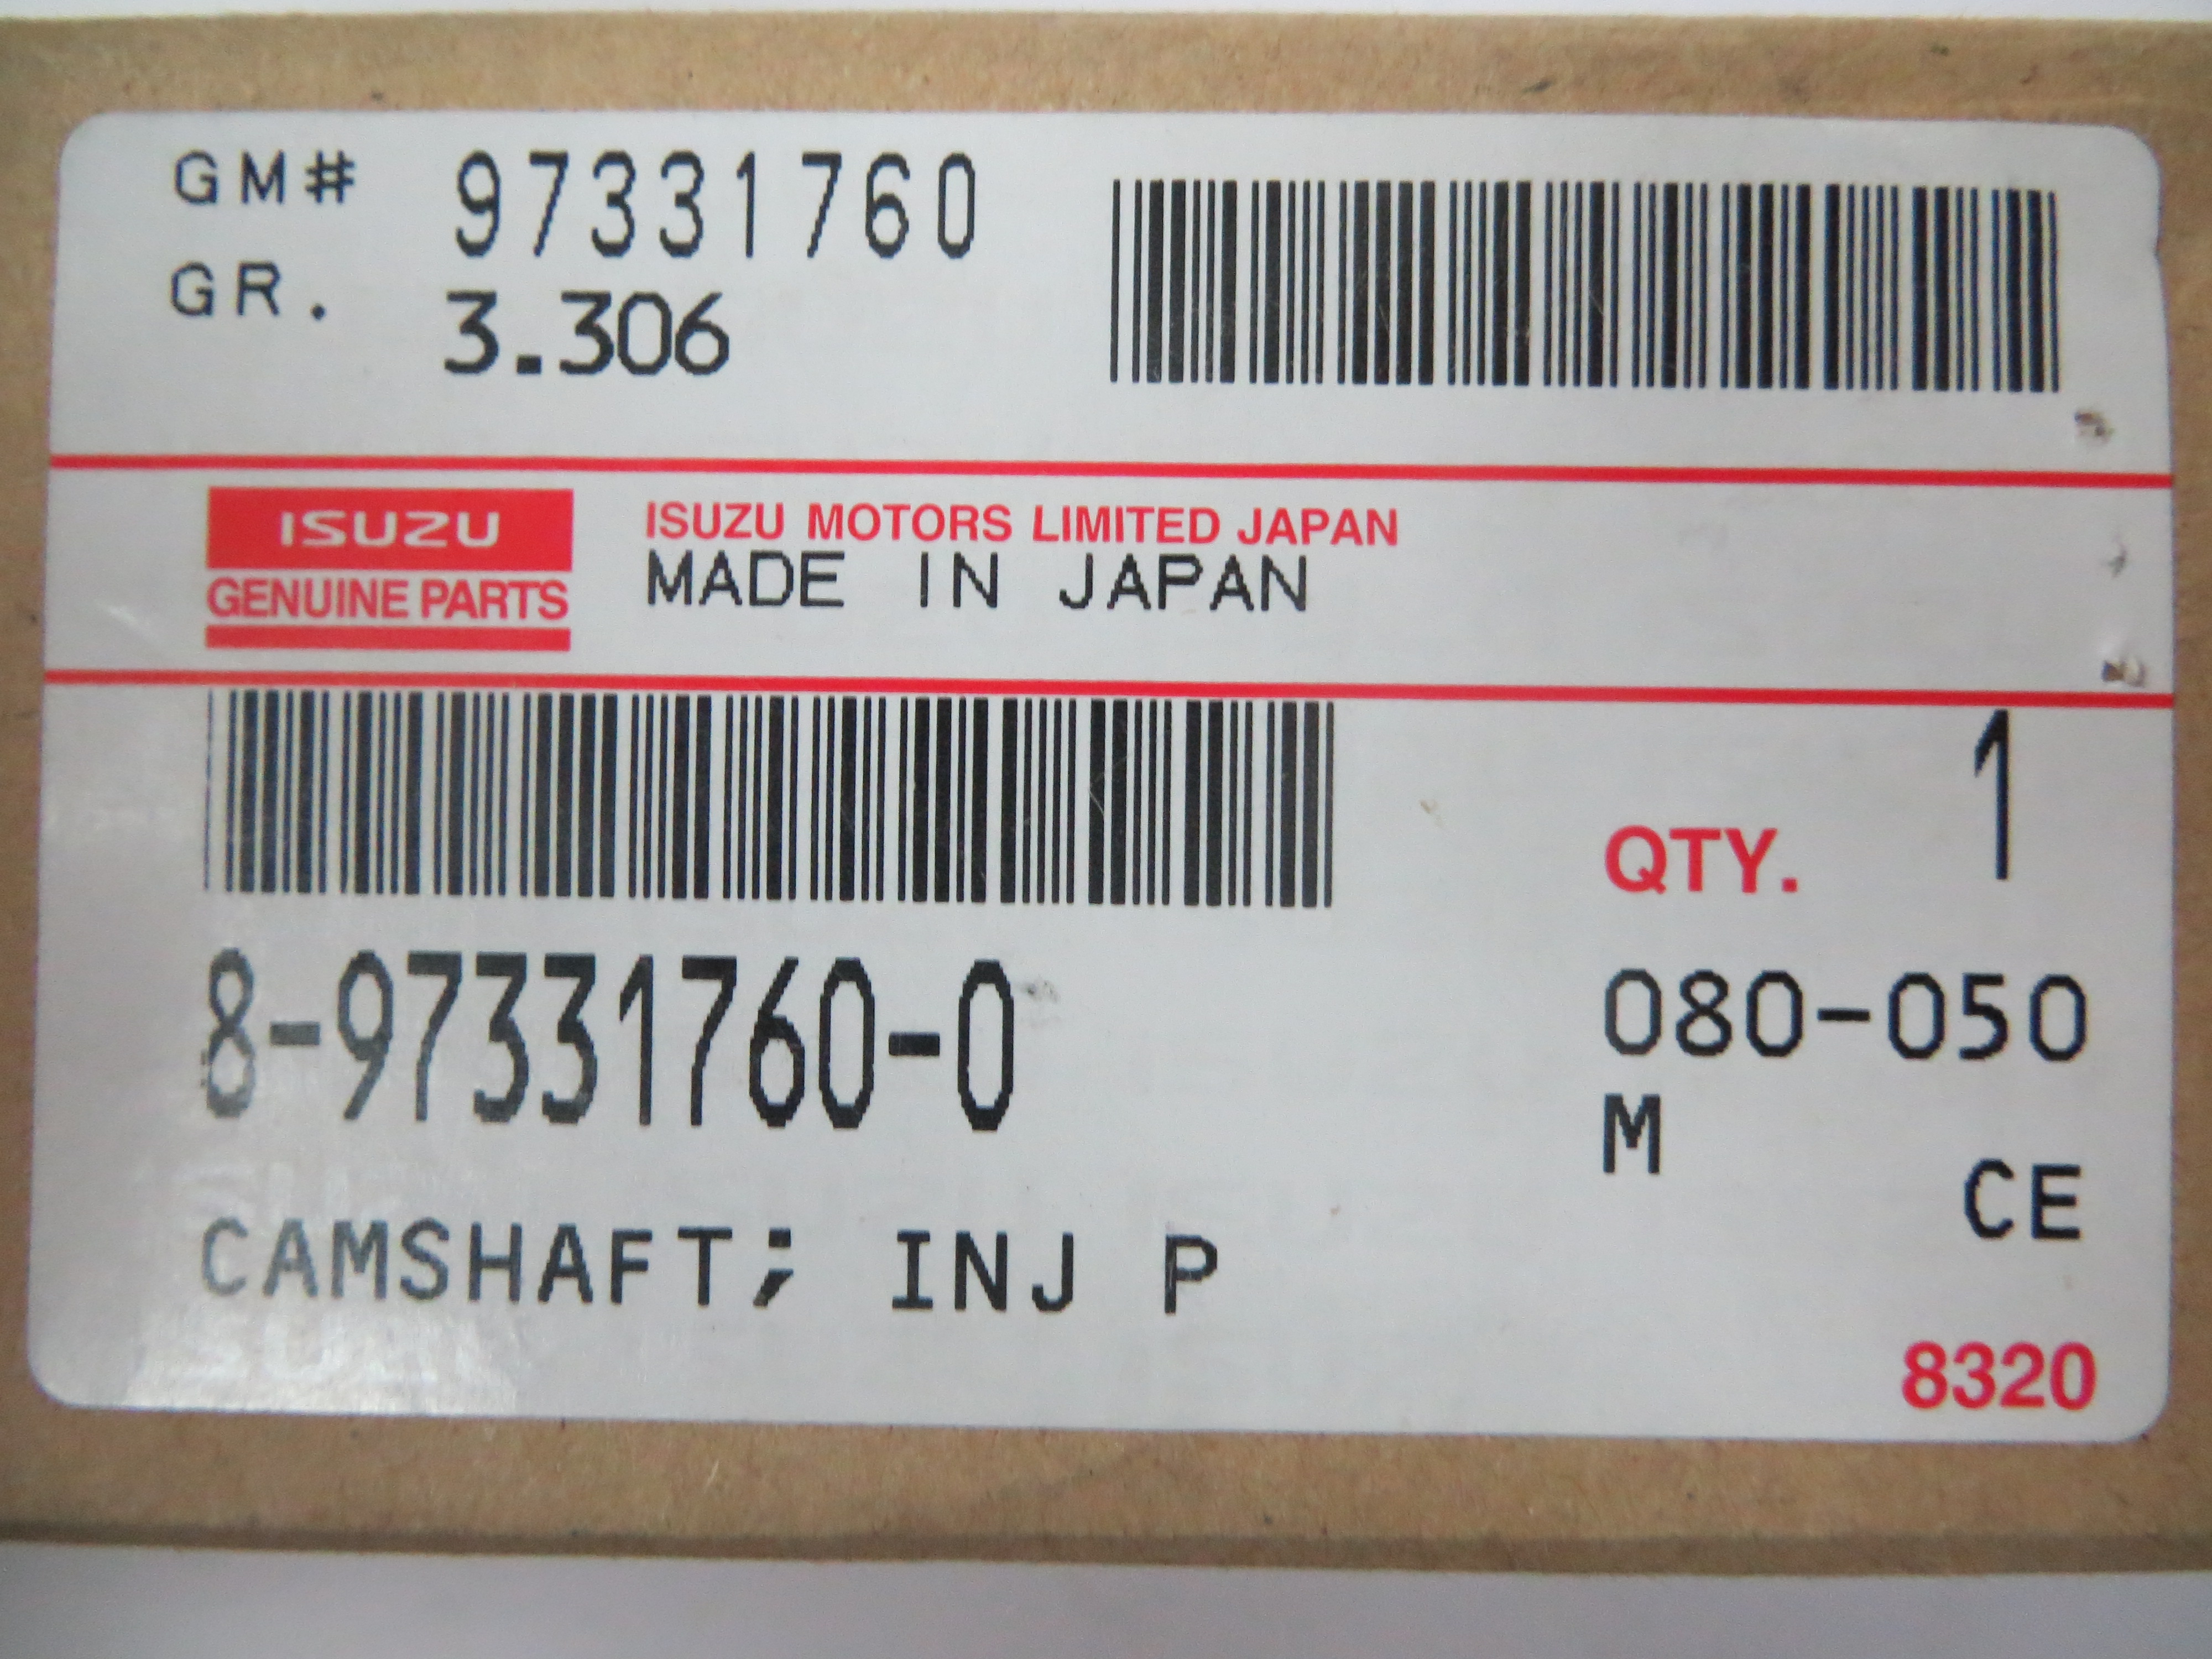 GM# 97331760
GR. 3.306
ISUZU
GENUINE PARTS
ISUZU MOTORS LIMITED JAPAN
MADE IN JAPAN
QTY. 1
8-97331760-0
080-050
M
CE
CAMSHAFT; INJ P
8320